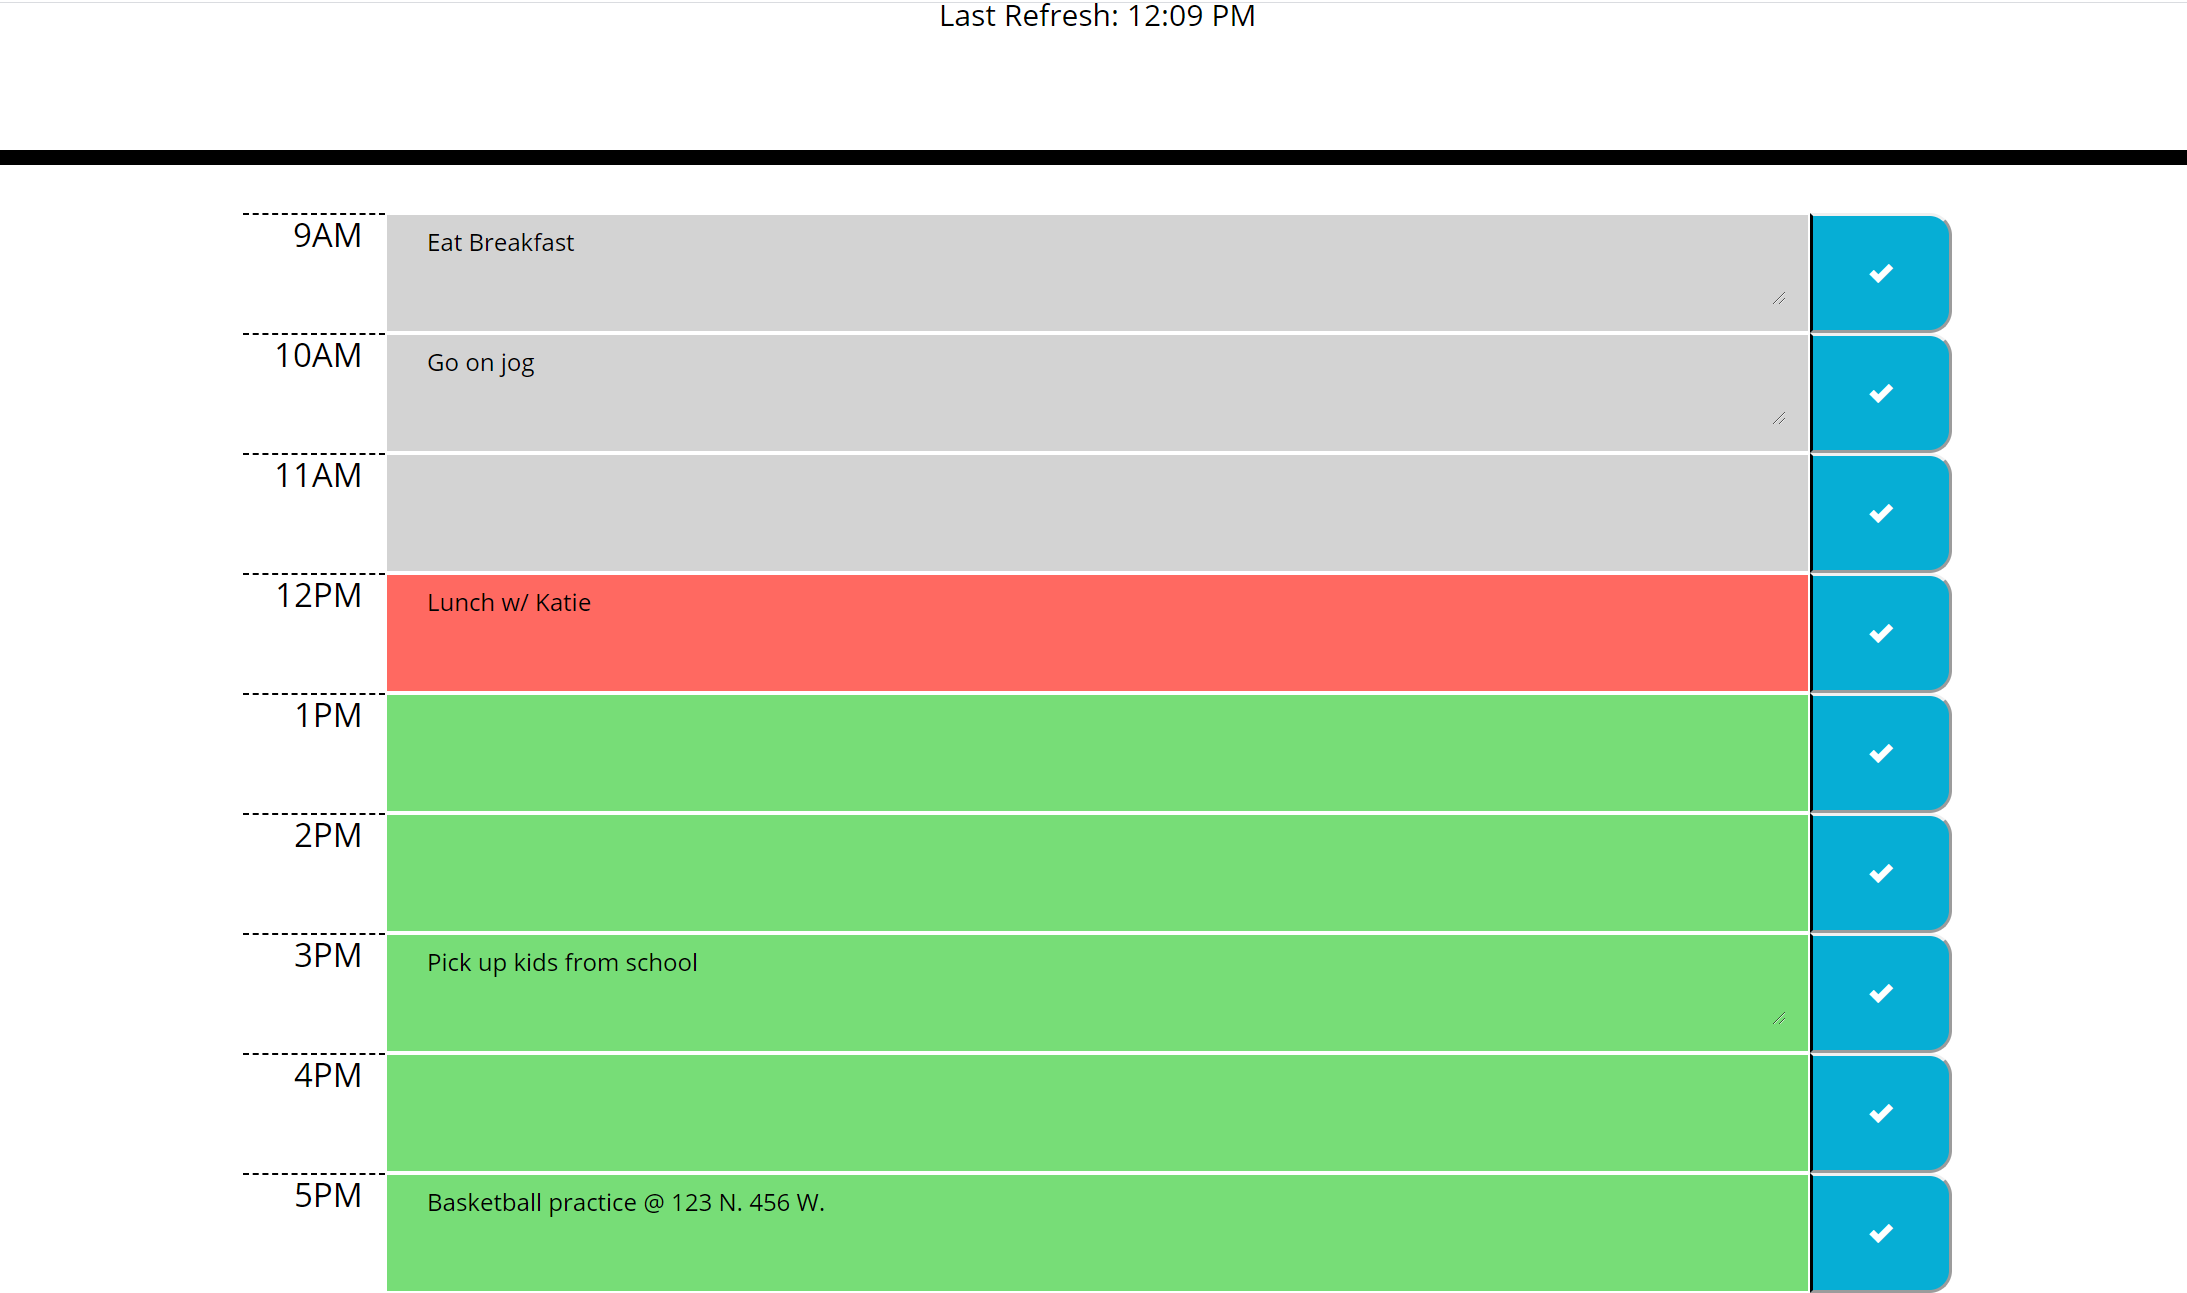 Last Refresh: 12:09 PM
9AM
Eat Breakfast
10AM
Go on jog
11AM
12PM
Lunch w/ Katie
1PM
2PM
3PM
Pick up kids from school
4PM
5PM
Basketball practice @ 123 N. 456 W.